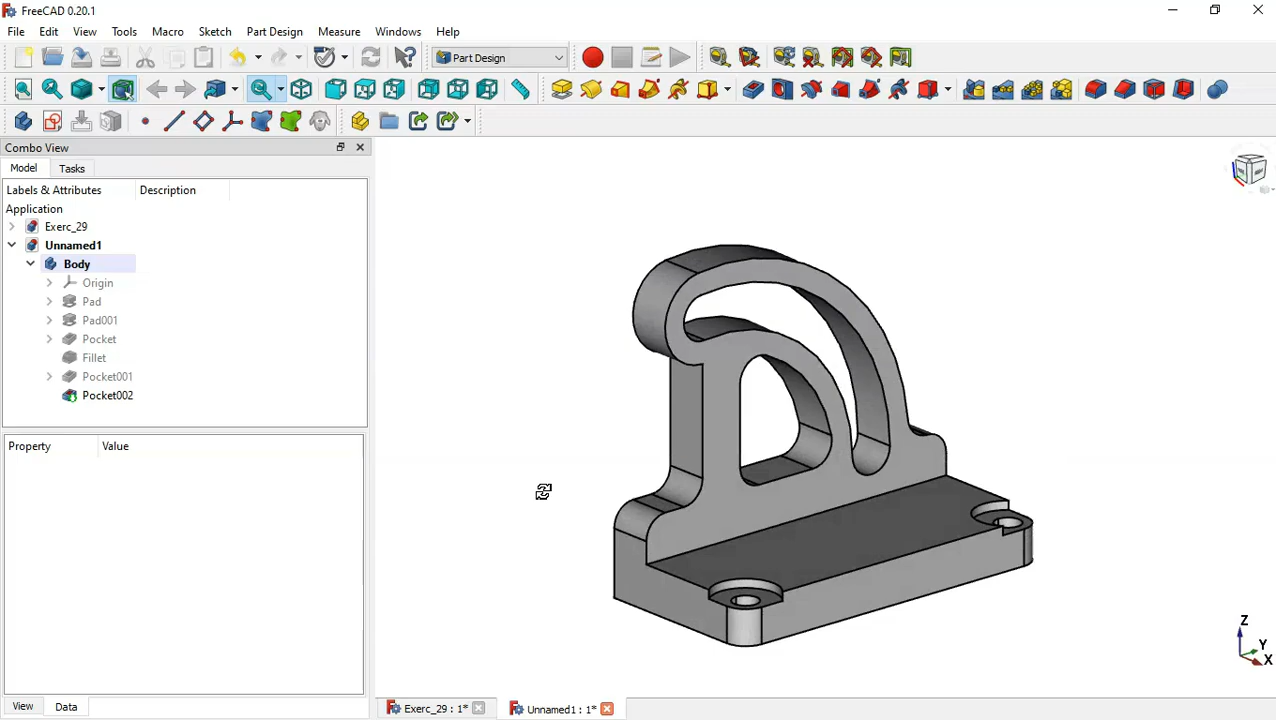 FreeCAD 0.20.1
File Edit View Tools Macro Sketch Part Design Measure Windows Help
Part Design
Combo View
Model Tasks
Labels & Attributes Description
Application
Exerc_29
Unnamed1
Body
Origin
Pad
Pad001
Pocket
Fillet
Pocket001
Pocket002
Property Value
Z
Y
X
View Data
Exerc_29 : 1*
Unnamed1 : 1*